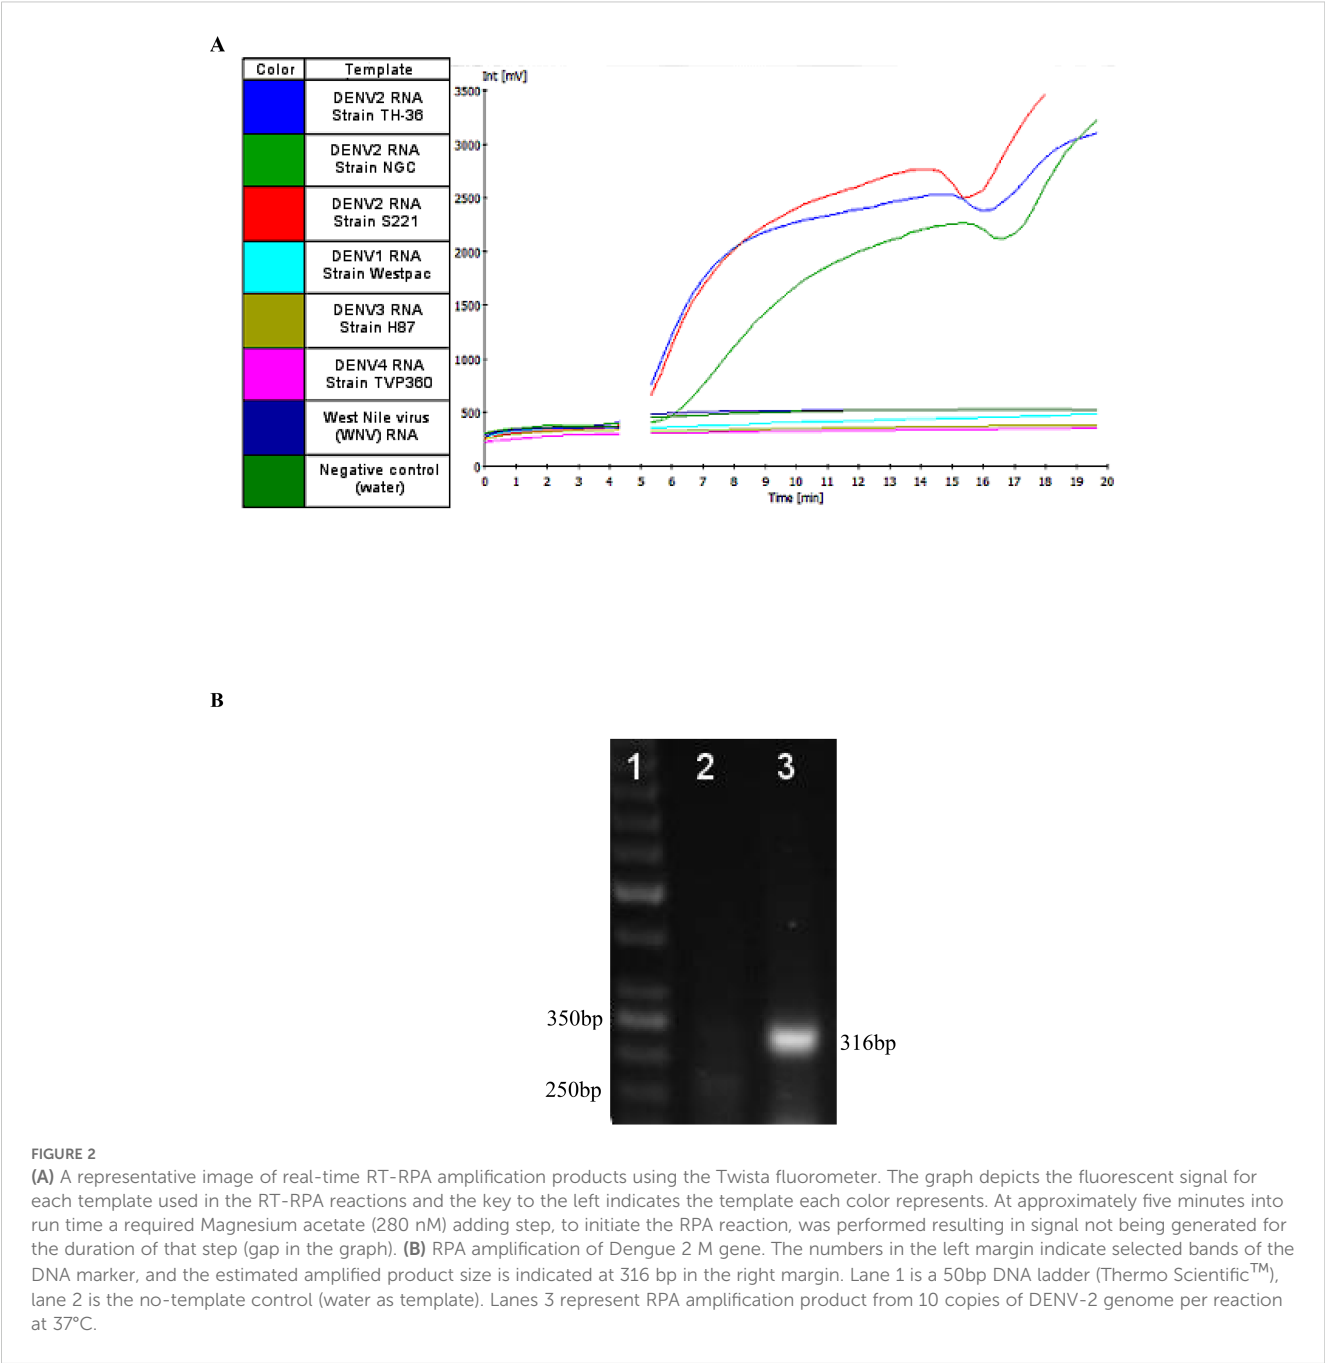 A
Color Template
DENV2 RNA
Strain TH-36
DENV2 RNA
Strain NGC
DENV2 RNA
Strain S221
DENV1 RNA
Strain Westpac
DENV3 RNA
Strain H87
DENV4 RNA
Strain TVP360
West Nile virus
(WNV) RNA
Negative control
(water)
Int [mV]
3500
3000
2500
2000
1500
1000
500
0
0 1 2 3 4 5 6 7 8 9 10 11 12 13 14 15 16 17 18 19 20
Time [min]
B
1 2 3
350bp
316bp
250bp
FIGURE 2
(A) A representative image of real-time RT-RPA amplification products using the Twista fluorometer. The graph depicts the fluorescent signal for
each template used in the RT-RPA reactions and the key to the left indicates the template each color represents. At approximately five minutes into
run time a required Magnesium acetate (280 nM) adding step, to initiate the RPA reaction, was performed resulting in signal not being generated for
the duration of that step (gap in the graph). (B) RPA amplification of Dengue 2 M gene. The numbers in the left margin indicate selected bands of the
DNA marker, and the estimated amplified product size is indicated at 316 bp in the right margin. Lane 1 is a 50bp DNA ladder (Thermo Scientific™),
lane 2 is the no-template control (water as template). Lanes 3 represent RPA amplification product from 10 copies of DENV-2 genome per reaction
at 37°C.